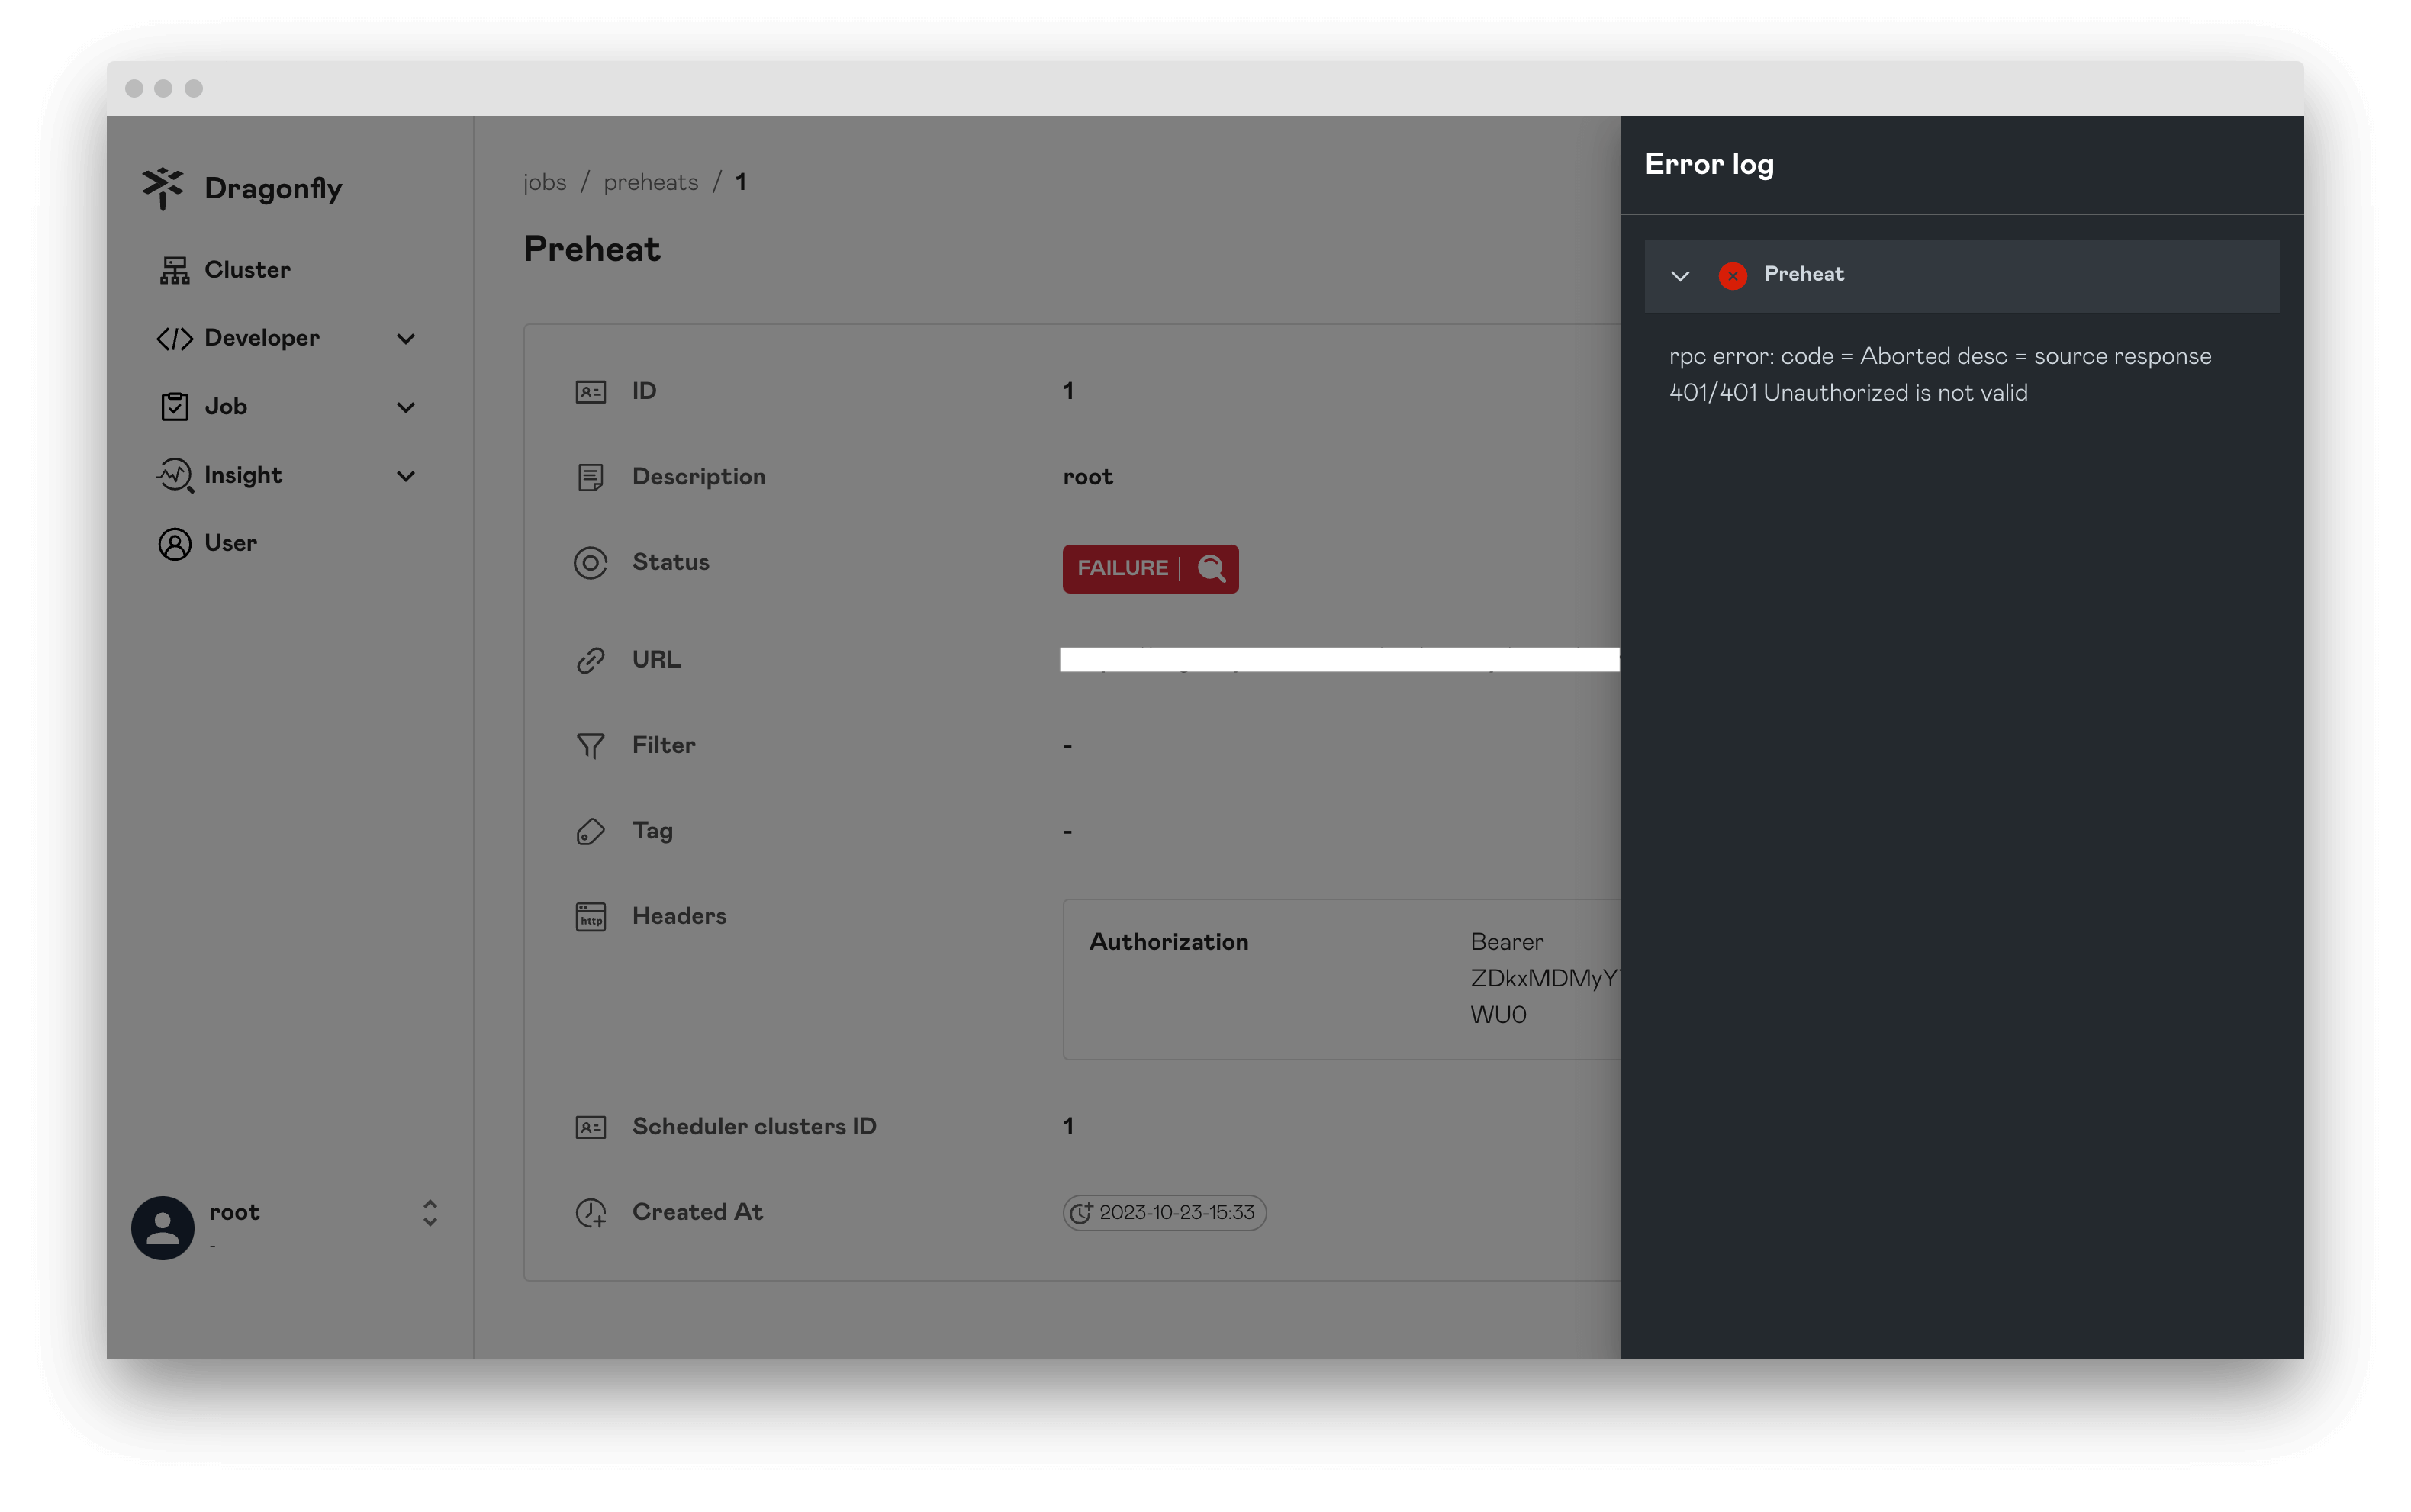 Dragonfly
Cluster
Developer
Job
Insight
User
root
-
jobs / preheats / 1
Preheat
ID 1
Description root
Status FAILURE
URL
Filter -
Tag -
http Headers
Authorization Bearer
ZDkxMDMyY
WU0
Scheduler clusters ID 1
Created At 2023-10-23-15:33
Error log
Preheat
rpc error: code = Aborted desc = source response
401/401 Unauthorized is not valid